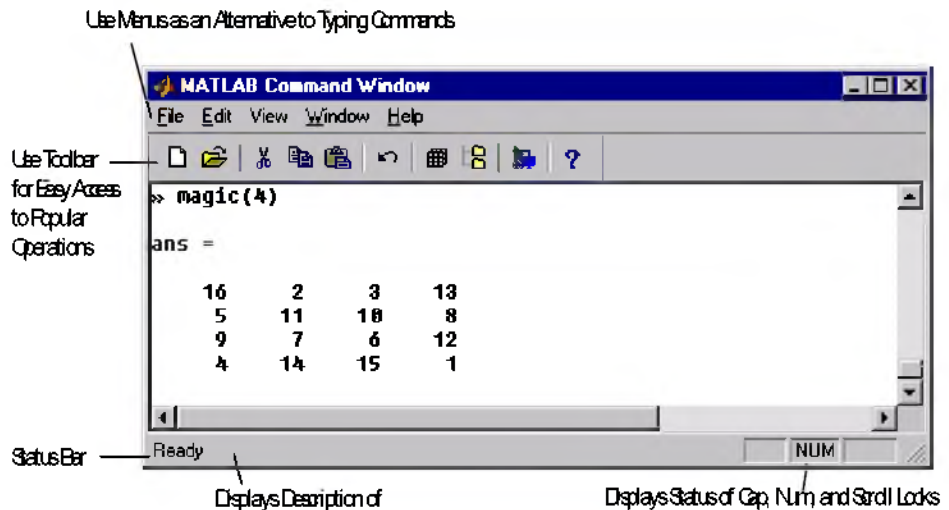 Use Menus as an Alternative to Typing Commands
MATLAB Command Window
File Edit View Window Help
Use Toolbar
for Easy Access
to Popular
Operations
» magic(4)
ans =
16 2 3 13
5 11 10 8
9 7 6 12
4 14 15 1
Status Bar
Ready
NUM
Displays Description of
Displays Status of Cap, Num, and Scroll Locks